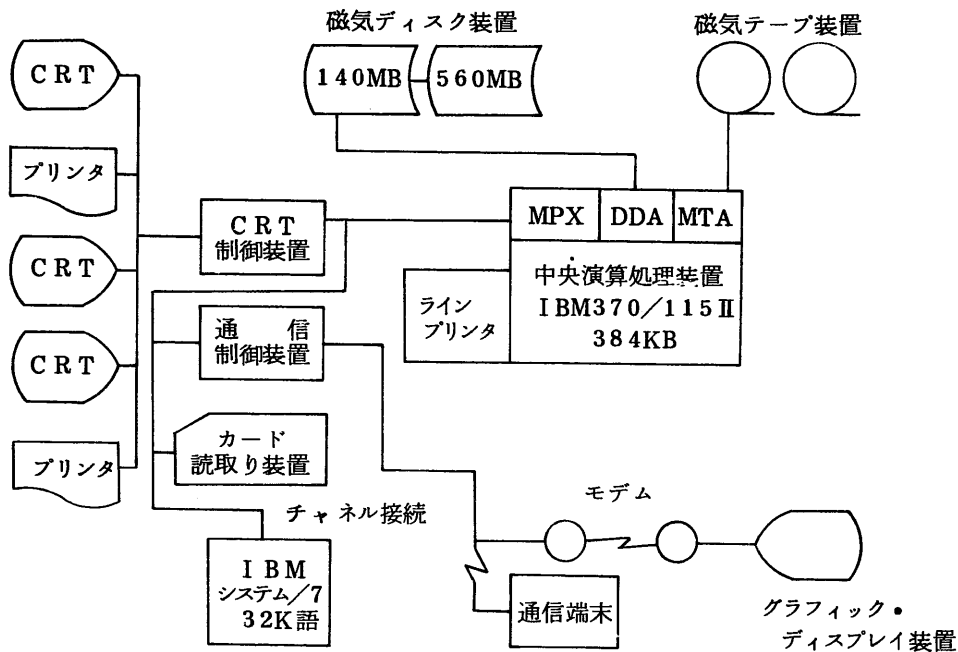 磁気ディスク装置
磁気テープ装置
CRT
140MB
560MB
プリンタ
CRT
制御装置
MPX
DDA
MTA
CRT
中央演算処理装置
IBM370/115Ⅱ
384KB
ライン
プリンタ
通信
制御装置
CRT
カード
読取り装置
プリンタ
チャネル接続
モデム
IBM
システム/7
32K語
通信端末
グラフィック・
ディスプレイ装置